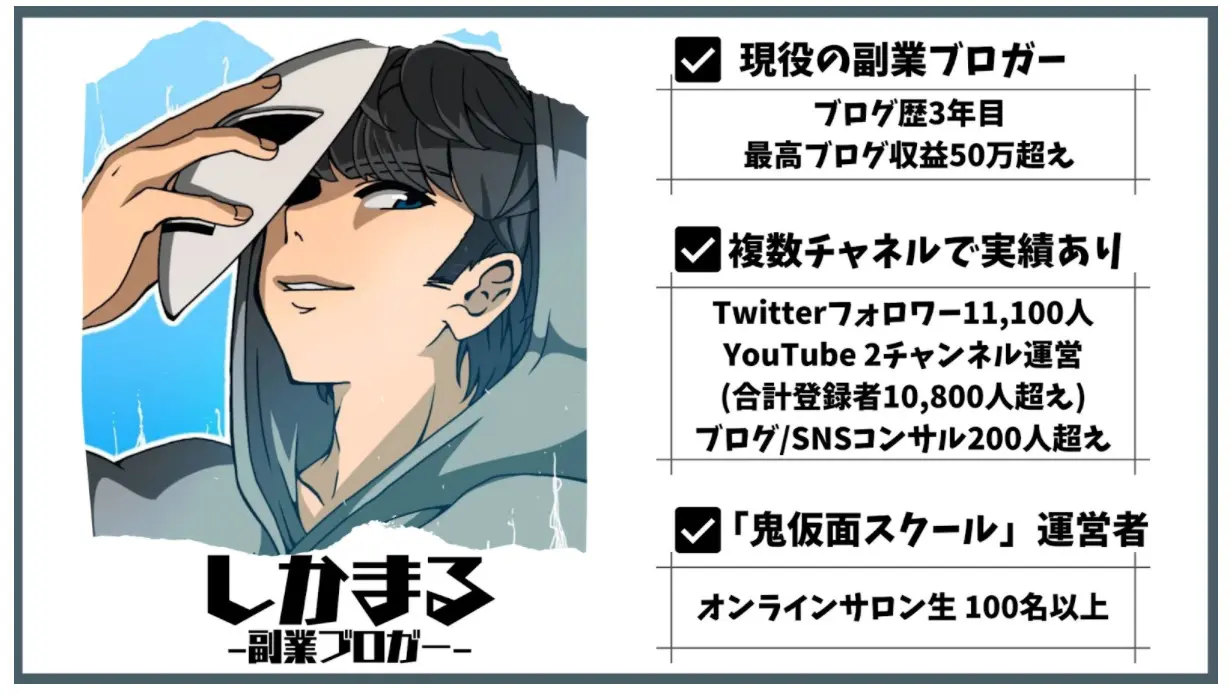 現役の副業ブロガー
ブログ歴3年目
最高ブログ収益50万超え
複数チャネルで実績あり
Twitterフォロワー11,100人
YouTube 2チャンネル運営
(合計登録者10,800人超え)
ブログ/SNSコンサル200人超え
「鬼仮面スクール」運営者
オンラインサロン生 100名以上
しかまる
–副業ブロガー–